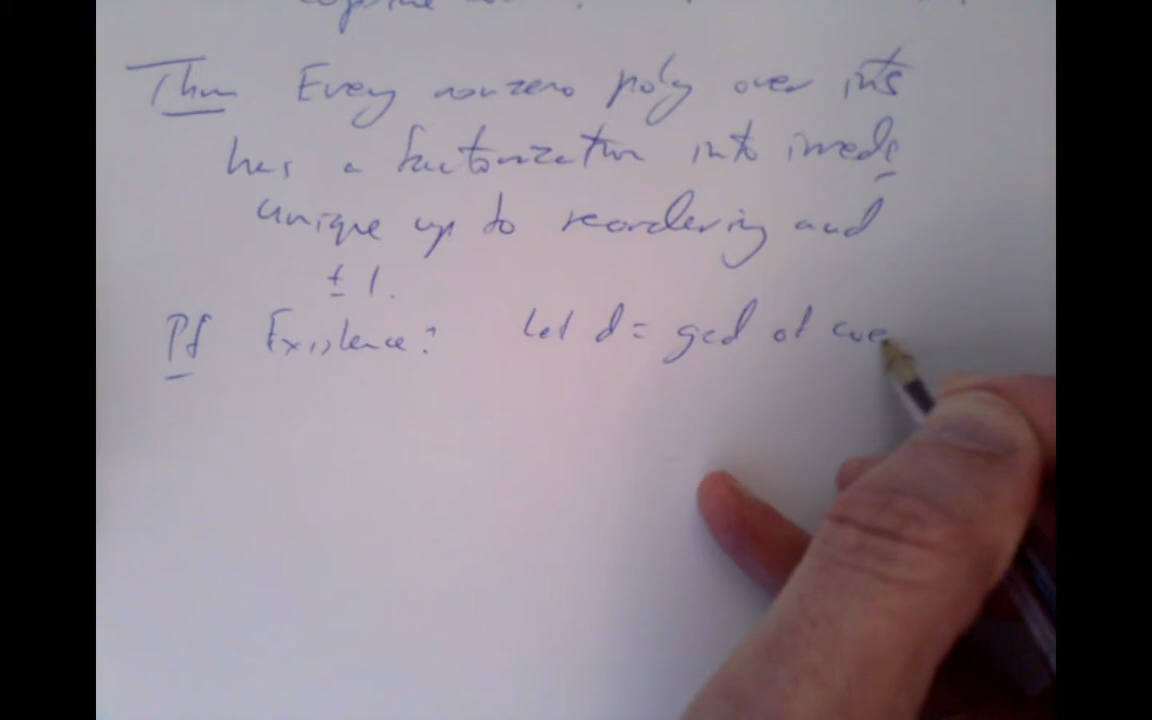 Thm Every nonzero poly over ints
has a factorization into irreds
unique up to reordering and
± 1.
Pf Existence: Let d = gcd of coe